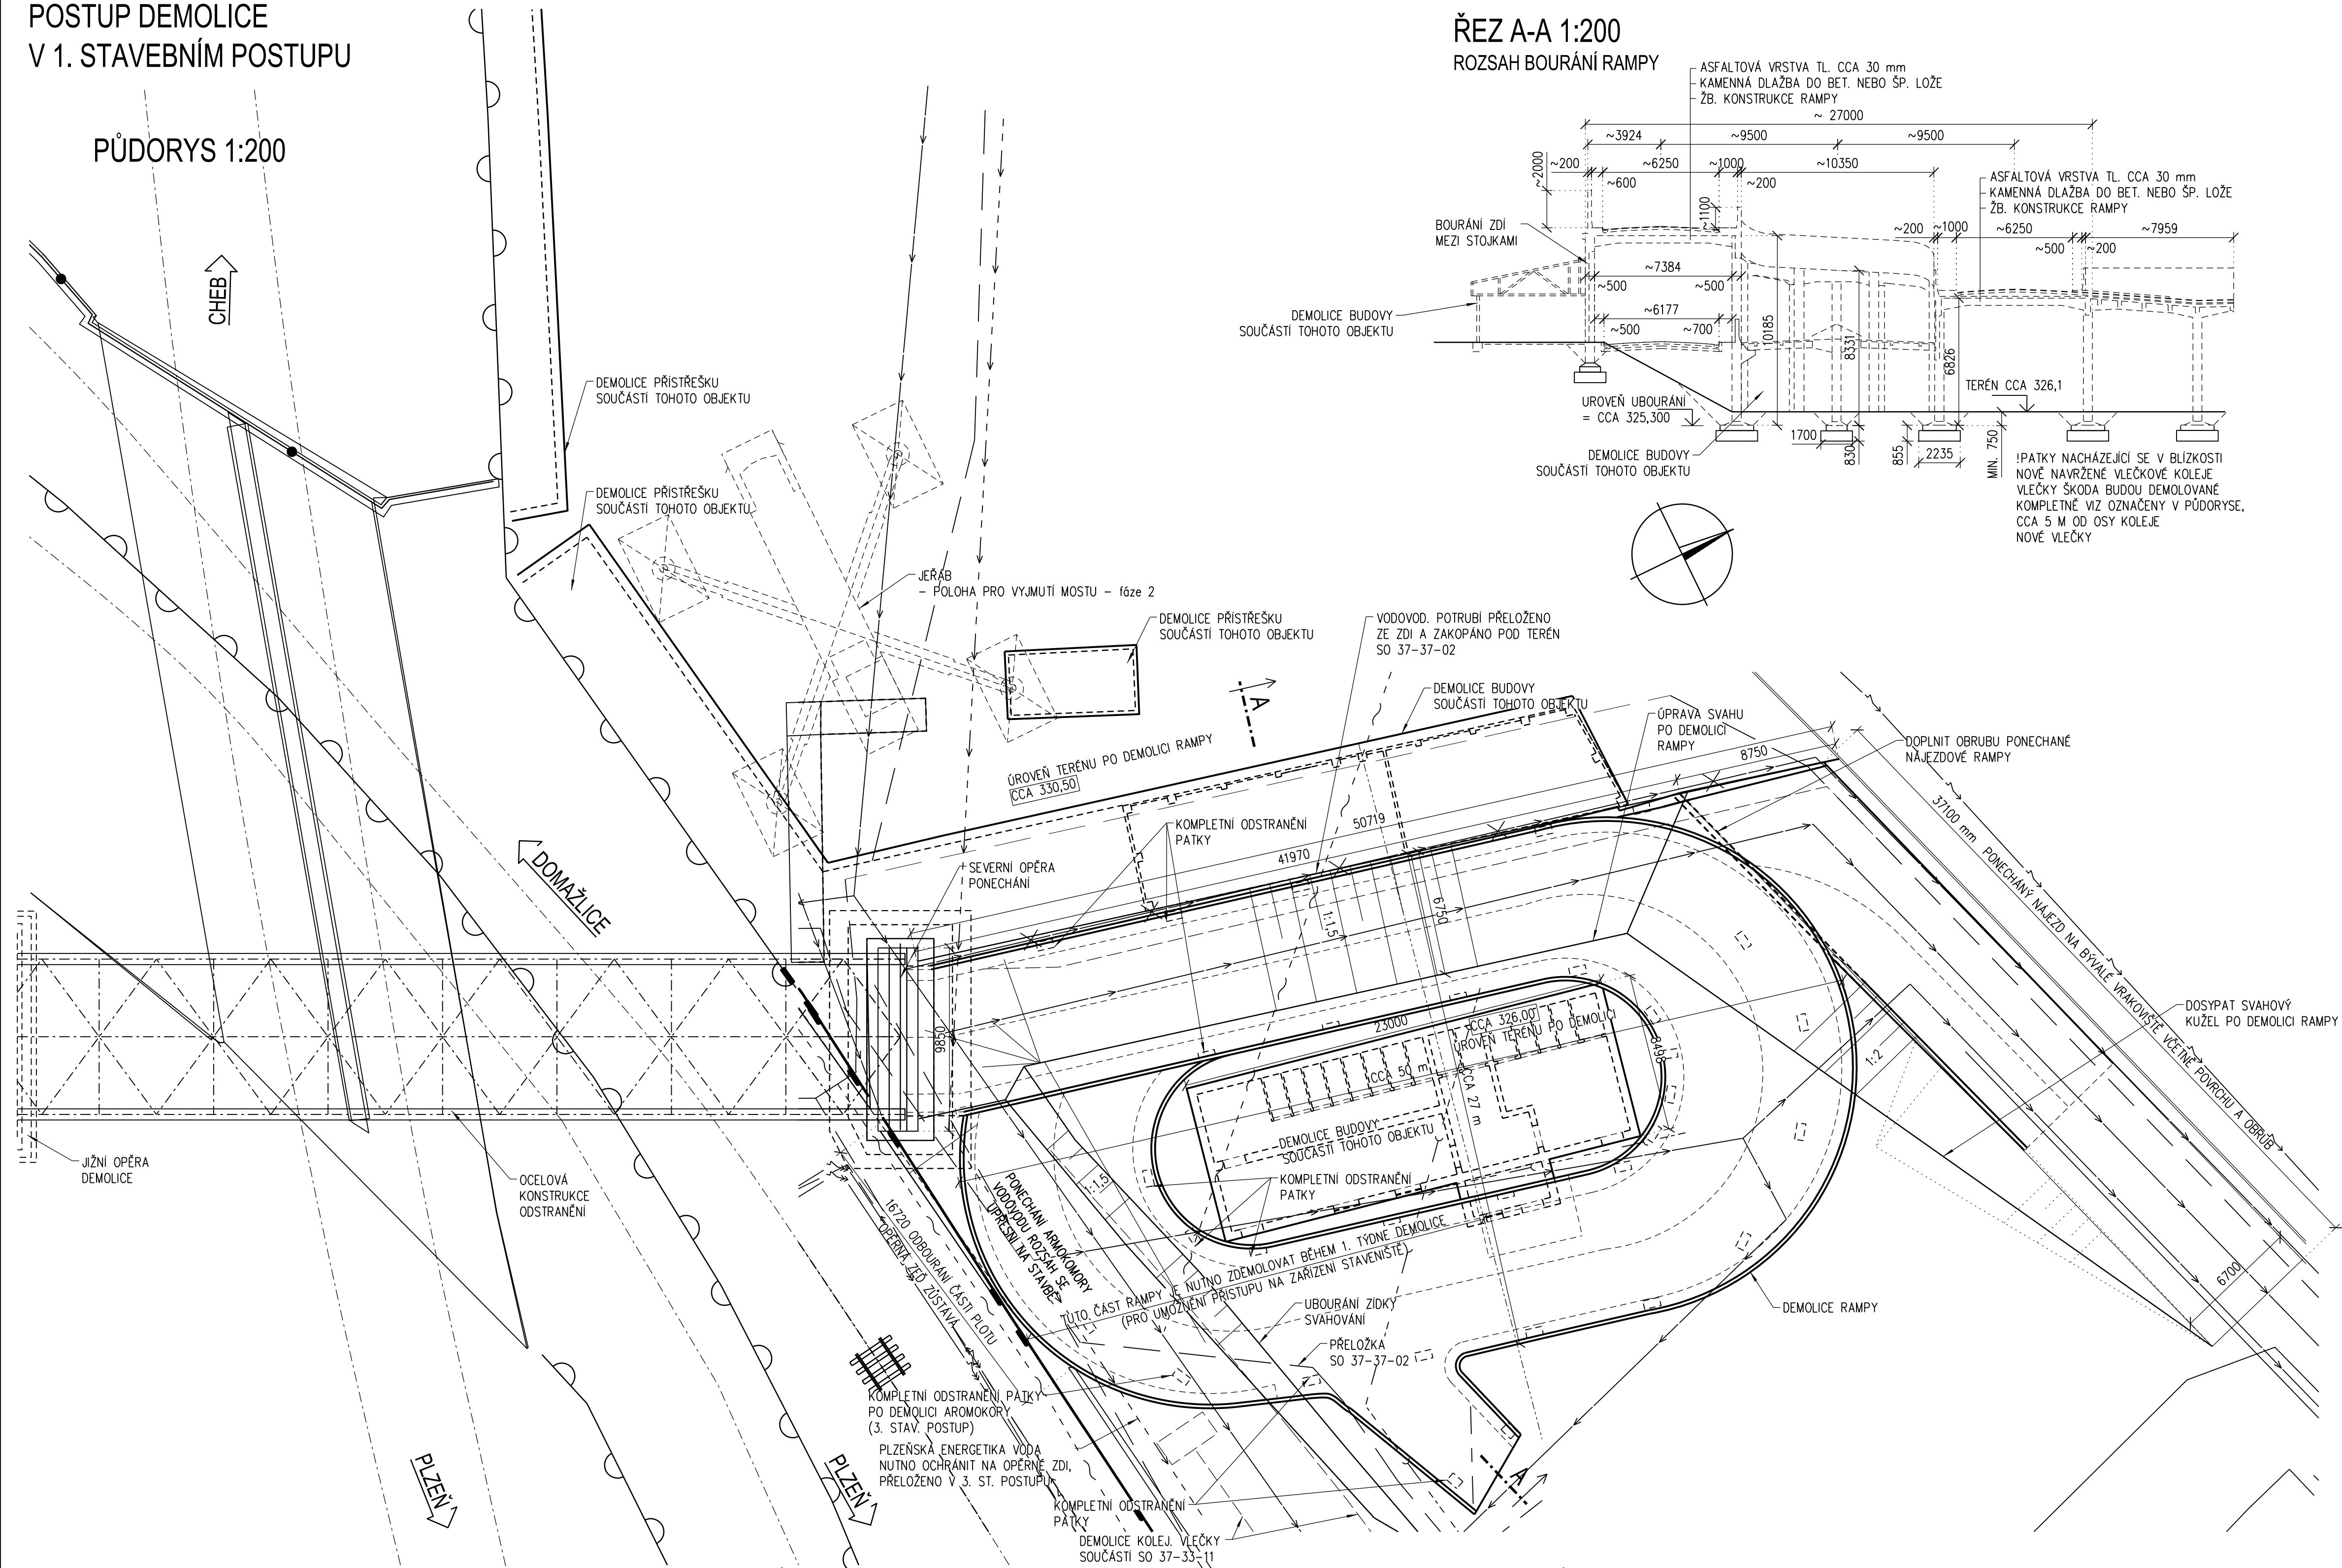 POSTUP DEMOLICE
V 1. STAVEBNÍM POSTUPU
PŮDORYS 1:200
ŘEZ A-A 1:200
ROZSAH BOURÁNÍ RAMPY
ASFALTOVÁ VRSTVA TL. CCA 30 mm
KAMENNÁ DLAŽBA DO BET. NEBO ŠP. LOŽE
ŽB. KONSTRUKCE RAMPY
~ 27000
~3924
~9500
~9500
~2000
~200
~6250
~1000
~10350
~600
~200
~1100
ASFALTOVÁ VRSTVA TL. CCA 30 mm
KAMENNÁ DLAŽBA DO BET. NEBO ŠP. LOŽE
ŽB. KONSTRUKCE RAMPY
BOURÁNÍ ZDÍ
MEZI STOJKAMI
~200
~1000
~6250
~7959
~500
~200
~7384
~500
~500
DEMOLICE BUDOVY
SOUČÁSTÍ TOHOTO OBJEKTU
~6177
~500
~700
10185
8331
6826
TERÉN CCA 326,1
UROVEŇ UBOURÁNÍ
= CCA 325,300
1700
830
855
2235
MIN. 750
DEMOLICE BUDOVY
SOUČÁSTÍ TOHOTO OBJEKTU
!PATKY NACHÁZEJÍCÍ SE V BLÍZKOSTI
NOVĚ NAVRŽENÉ VLEČKOVÉ KOLEJE
VLEČKY ŠKODA BUDOU DEMOLOVANÉ
KOMPLETNĚ VIZ OZNAČENY V PŮDORYSE,
CCA 5 M OD OSY KOLEJE
NOVÉ VLEČKY
CHEB
DEMOLICE PŘÍSTŘEŠKU
SOUČÁSTÍ TOHOTO OBJEKTU
DEMOLICE PŘÍSTŘEŠKU
SOUČÁSTÍ TOHOTO OBJEKTU
JEŘÁB
- POLOHA PRO VYJMUTÍ MOSTU - fáze 2
DEMOLICE PŘÍSTŘEŠKU
SOUČÁSTÍ TOHOTO OBJEKTU
VODOVOD. POTRUBÍ PŘELOŽENO
ZE ZDI A ZAKOPÁNO POD TERÉN
SO 37-37-02
DEMOLICE BUDOVY
SOUČÁSTÍ TOHOTO OBJEKTU
A
ÚPRAVA SVAHU
PO DEMOLICI
RAMPY
8750
DOPLNIT OBRUBU PONECHANÉ
NÁJEZDOVÉ RAMPY
ÚROVEŇ TERÉNU PO DEMOLICI RAMPY
CCA 330,50
37100 mm PONECHÁNÝ NÁJEZD NA BÝVALÉ VRAKOVIŠTĚ VČETNĚ POVRCHU A OBRUB
KOMPLETNÍ ODSTRANĚNÍ
PATKY
50719
41970
DOMAŽLICE
SEVERNÍ OPĚRA
PONECHÁNÍ
6750
1:1,5
9850
23000
CCA 326,00
ÚROVEŇ TERÉNU PO DEMOLICI
8498
CCA 50 m
CCA 27 m
1:2
DOSYPAT SVAHOVÝ
KUŽEL PO DEMOLICI RAMPY
DEMOLICE BUDOVY
SOUČÁSTÍ TOHOTO OBJEKTU
JIŽNÍ OPĚRA
DEMOLICE
OCELOVÁ
KONSTRUKCE
ODSTRANĚNÍ
1:1,5
KOMPLETNÍ ODSTRANĚNÍ
PATKY
PONECHÁNÍ ARMOKOMORY
VODOVODU ROZSAH SE
UPŘESNÍ NA STAVBĚ
16720 ODBOURÁNÍ ČÁSTI PLOTU
OPĚRNÁ ZEĎ ZŮSTÁVÁ
TUTO ČÁST RAMPY JE NUTNO ZDEMOLOVAT BĚHEM 1. TÝDNE DEMOLICE
(PRO UMOŽNĚNÍ PŘÍSTUPU NA ZAŘÍZENÍ STAVENIŠTĚ)
6700
UBOURÁNÍ ZÍDKY
SVAHOVÁNÍ
DEMOLICE RAMPY
PŘELOŽKA
SO 37-37-02
KOMPLETNÍ ODSTRANĚNÍ PATKY
PO DEMOLICI AROMOKORY
(3. STAV. POSTUP)
PLZEŇSKÁ ENERGETIKA VODA
NUTNO OCHRÁNIT NA OPĚRNÉ ZDI,
PŘELOŽENO V 3. ST. POSTUPU
PLZEŇ
PLZEŇ
A
KOMPLETNÍ ODSTRANĚNÍ
PATKY
DEMOLICE KOLEJ. VLEČKY
SOUČÁSTÍ SO 37-33-11